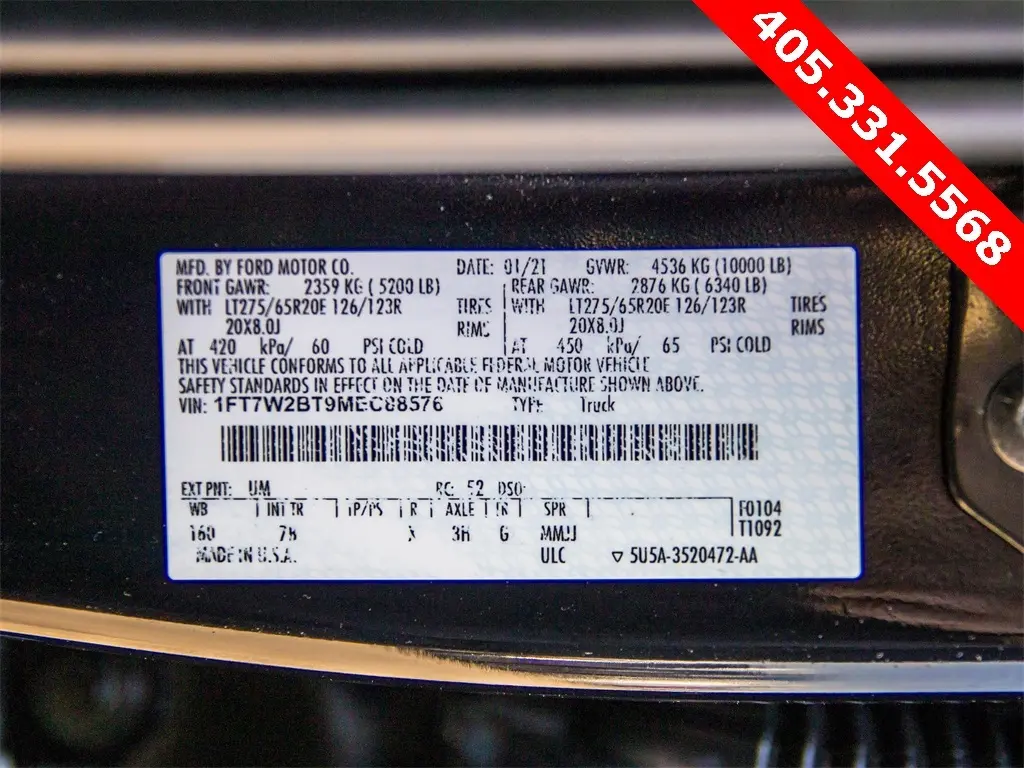 405.331.5568
MFD. BY FORD MOTOR CO. DATE: 01/21 GVWR: 4536 KG (10000 LB)
FRONT GAWR: 2359 KG ( 5200 LB) REAR GAWR: 2876 KG ( 6340 LB)
WITH LT275/65R20E 126/123R TIRES WITH LT275/65R20E 126/123R TIRES
20X8.0J RIMS 20X8.0J RIMS
AT 420 kPa/ 60 PSI COLD AT 450 kPa/ 65 PSI COLD
THIS VEHICLE CONFORMS TO ALL APPLICABLE FEDERAL MOTOR VEHICLE
SAFETY STANDARDS IN EFFECT ON THE DATE OF MANUFACTURE SHOWN ABOVE.
VIN: 1FT7W2BT9MEC88576 TYPE Truck
EXT PNT: UM RC: 52 DSO:
WB INT TR TP/PS R AXLE TR SPR F0104
160 3H G T1092
MADE IN U.S.A. ULC ▽ 5U5A-3520472-AA